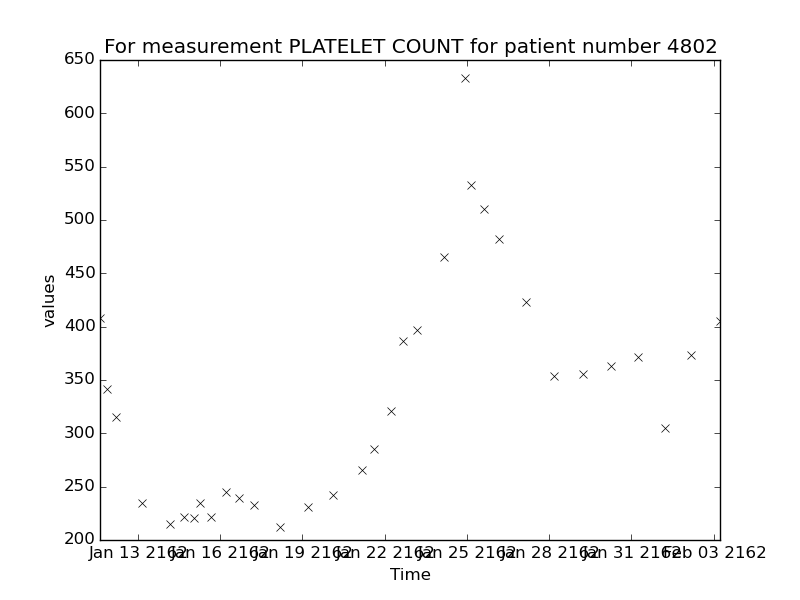 For measurement PLATELET COUNT for patient number 4802
650
600
550
500
450
400
350
300
250
200
values
Jan 13 2162 Jan 16 2162 Jan 19 2162 Jan 22 2162 Jan 25 2162 Jan 28 2162 Jan 31 2162 Feb 03 2162
Time